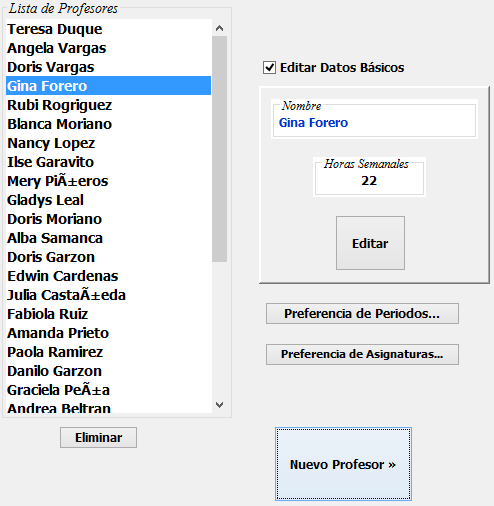 Lista de Profesores
Teresa Duque
Angela Vargas
Doris Vargas
Gina Forero
Rubi Rogriguez
Blanca Moriano
Nancy Lopez
Ilse Garavito
Mery PiÃ±eros
Gladys Leal
Doris Moriano
Alba Samanca
Doris Garzon
Edwin Cardenas
Julia CastaÃ±eda
Fabiola Ruiz
Amanda Prieto
Paola Ramirez
Danilo Garzon
Graciela PeÃ±a
Andrea Beltran
Eliminar
Editar Datos Básicos
Nombre
Gina Forero
Horas Semanales
22
Editar
Preferencia de Periodos...
Preferencia de Asignaturas...
Nuevo Profesor »